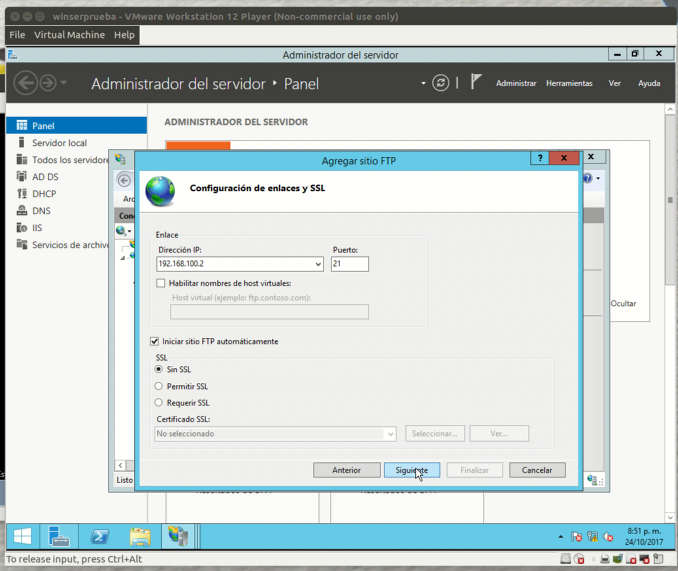 winserprueba - VMware Workstation 12 Player (Non-commercial use only)
File Virtual Machine Help
Administrador del servidor
Administrador del servidor • Panel
Administrar Herramientas Ver Ayuda
Panel
Servidor local
Todos los servidore
AD DS
DHCP
DNS
IIS
Servicios de archivo
ADMINISTRADOR DEL SERVIDOR
Arc
Con
Listo
Ocultar
Agregar sitio FTP
?
Configuración de enlaces y SSL
Enlace
Dirección IP: Puerto:
192.168.100.2 21
Habilitar nombres de host virtuales:
Host virtual (ejemplo: ftp.contoso.com):
Iniciar sitio FTP automáticamente
SSL
Sin SSL
Permitir SSL
Requerir SSL
Certificado SSL:
No seleccionado Seleccionar... Ver...
Anterior Siguiente Finalizar Cancelar
8:51 p. m.
24/10/2017
To release input, press Ctrl+Alt